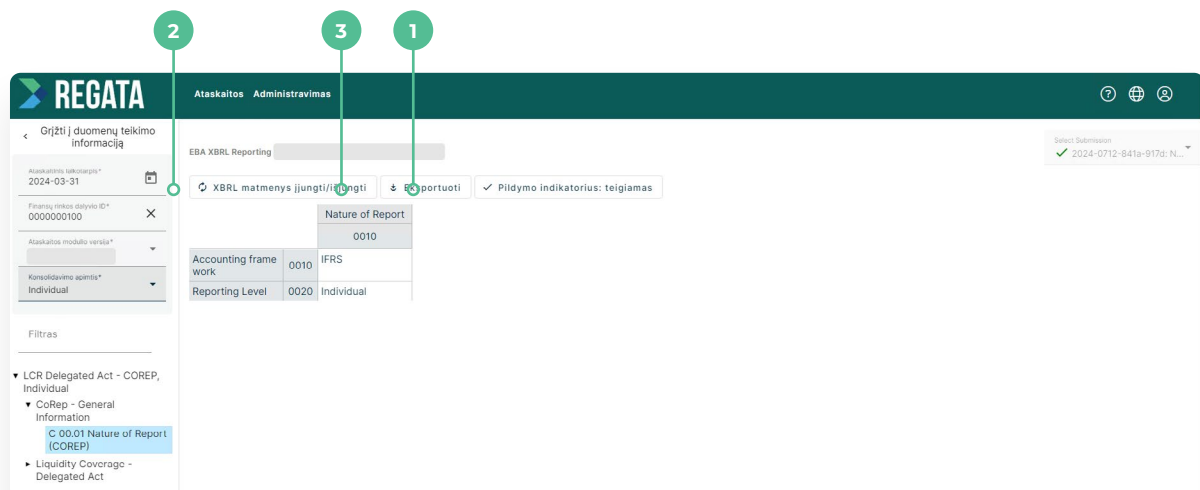 2
3
1
REGATA
Ataskaitos Administravimas
Grįžti į duomenų teikimo
informaciją
Ataskaitinis laikotarpis*
2024-03-31
Finansų rinkos dalyvio ID*
0000000100
Ataskaitos modulio versija*
Konsolidavimo apimtis*
Individual
Filtras
LCR Delegated Act - COREP,
Individual
CoRep - General
Information
C 00.01 Nature of Report
(COREP)
Liquidity Coverage -
Delegated Act
EBA XBRL Reporting
Select Submission
2024-0712-841a-917d: N...
XBRL matmenys įjungti/išjungti
Eksportuoti
Pildymo indikatorius: teigiamas
Nature of Report
0010
Accounting frame
work
0010
IFRS
Reporting Level
0020
Individual